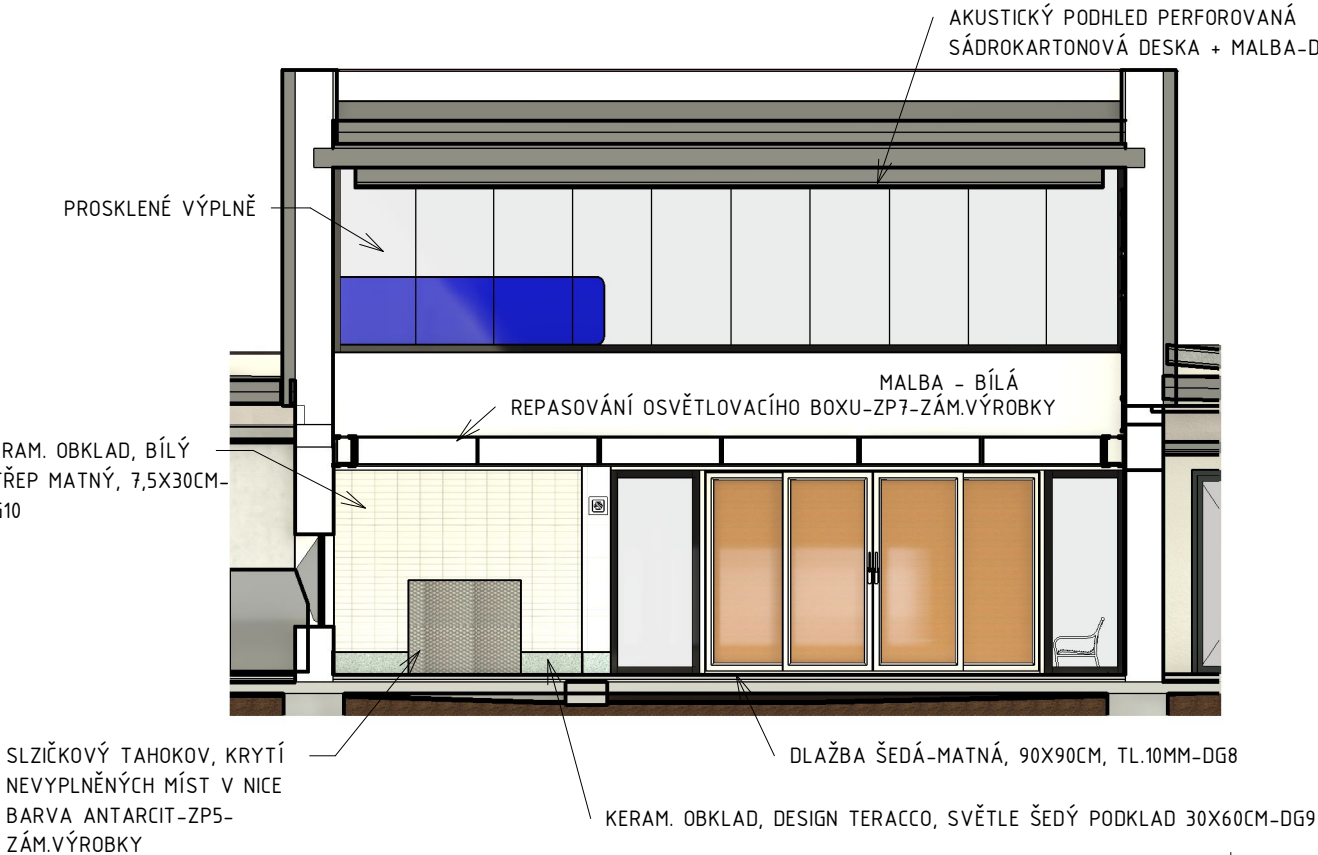 AKUSTICKÝ PODHLED PERFOROVANÁ
SÁDROKARTONOVÁ DESKA + MALBA-D
PROSKLENÉ VÝPLNĚ
MALBA - BÍLÁ
REPASOVÁNÍ OSVĚTLOVACÍHO BOXU-ZP7-ZÁM.VÝROBKY
RAM. OBKLAD, BÍLÝ
ŘEP MATNÝ, 7,5X30CM-
G10
SLZIČKOVÝ TAHOKOV, KRYTÍ
NEVYPLNĚNÝCH MÍST V NICE
BARVA ANTARCIT-ZP5-
ZÁM.VÝROBKY
DLAŽBA ŠEDÁ-MATNÁ, 90X90CM, TL.10MM-DG8
KERAM. OBKLAD, DESIGN TERACCO, SVĚTLE ŠEDÝ PODKLAD 30X60CM-DG9